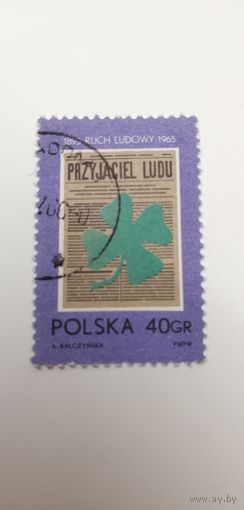 1895 RUCH LUDOWY 1965
PRZYJACIEL LUDU
POLSKA 40GR
A. KALCZYŃSKA PWPW
www.ay.by